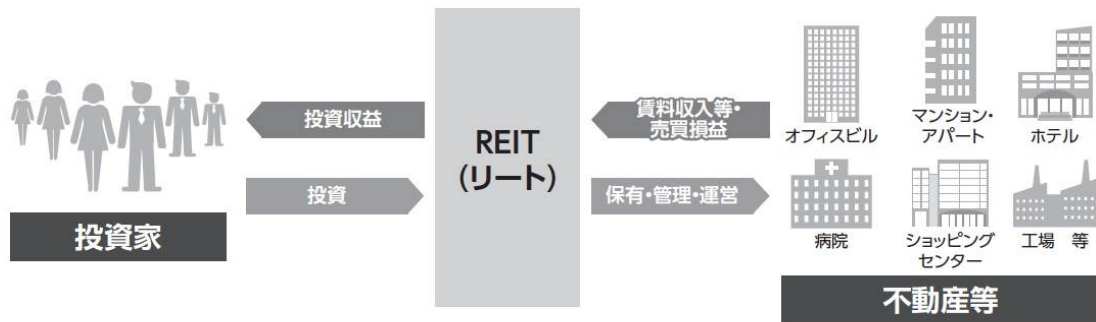 投資家
投資収益
投資
REIT
(リート)
賃料収入等・
売買損益
保有・管理・運営
オフィスビル
マンション・
アパート
ホテル
病院
ショッピング
センター
工場　等
不動産等